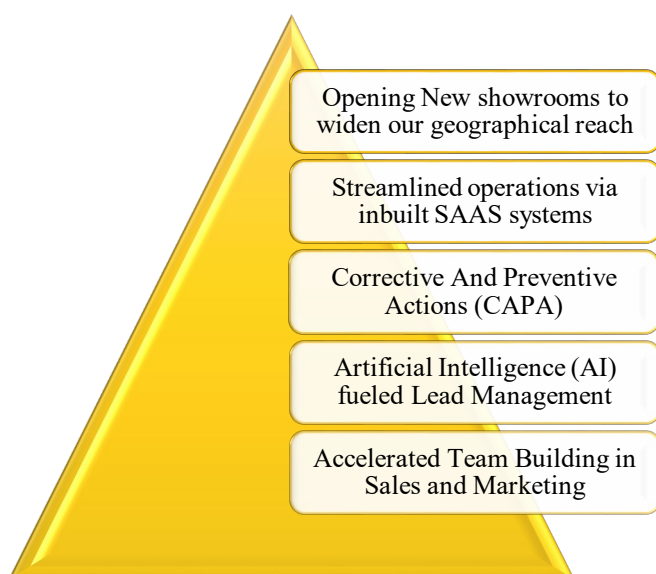 Opening New showrooms to
widen our geographical reach
Streamlined operations via
inbuilt SAAS systems
Corrective And Preventive
Actions (CAPA)
Artificial Intelligence (AI)
fueled Lead Management
Accelerated Team Building in
Sales and Marketing